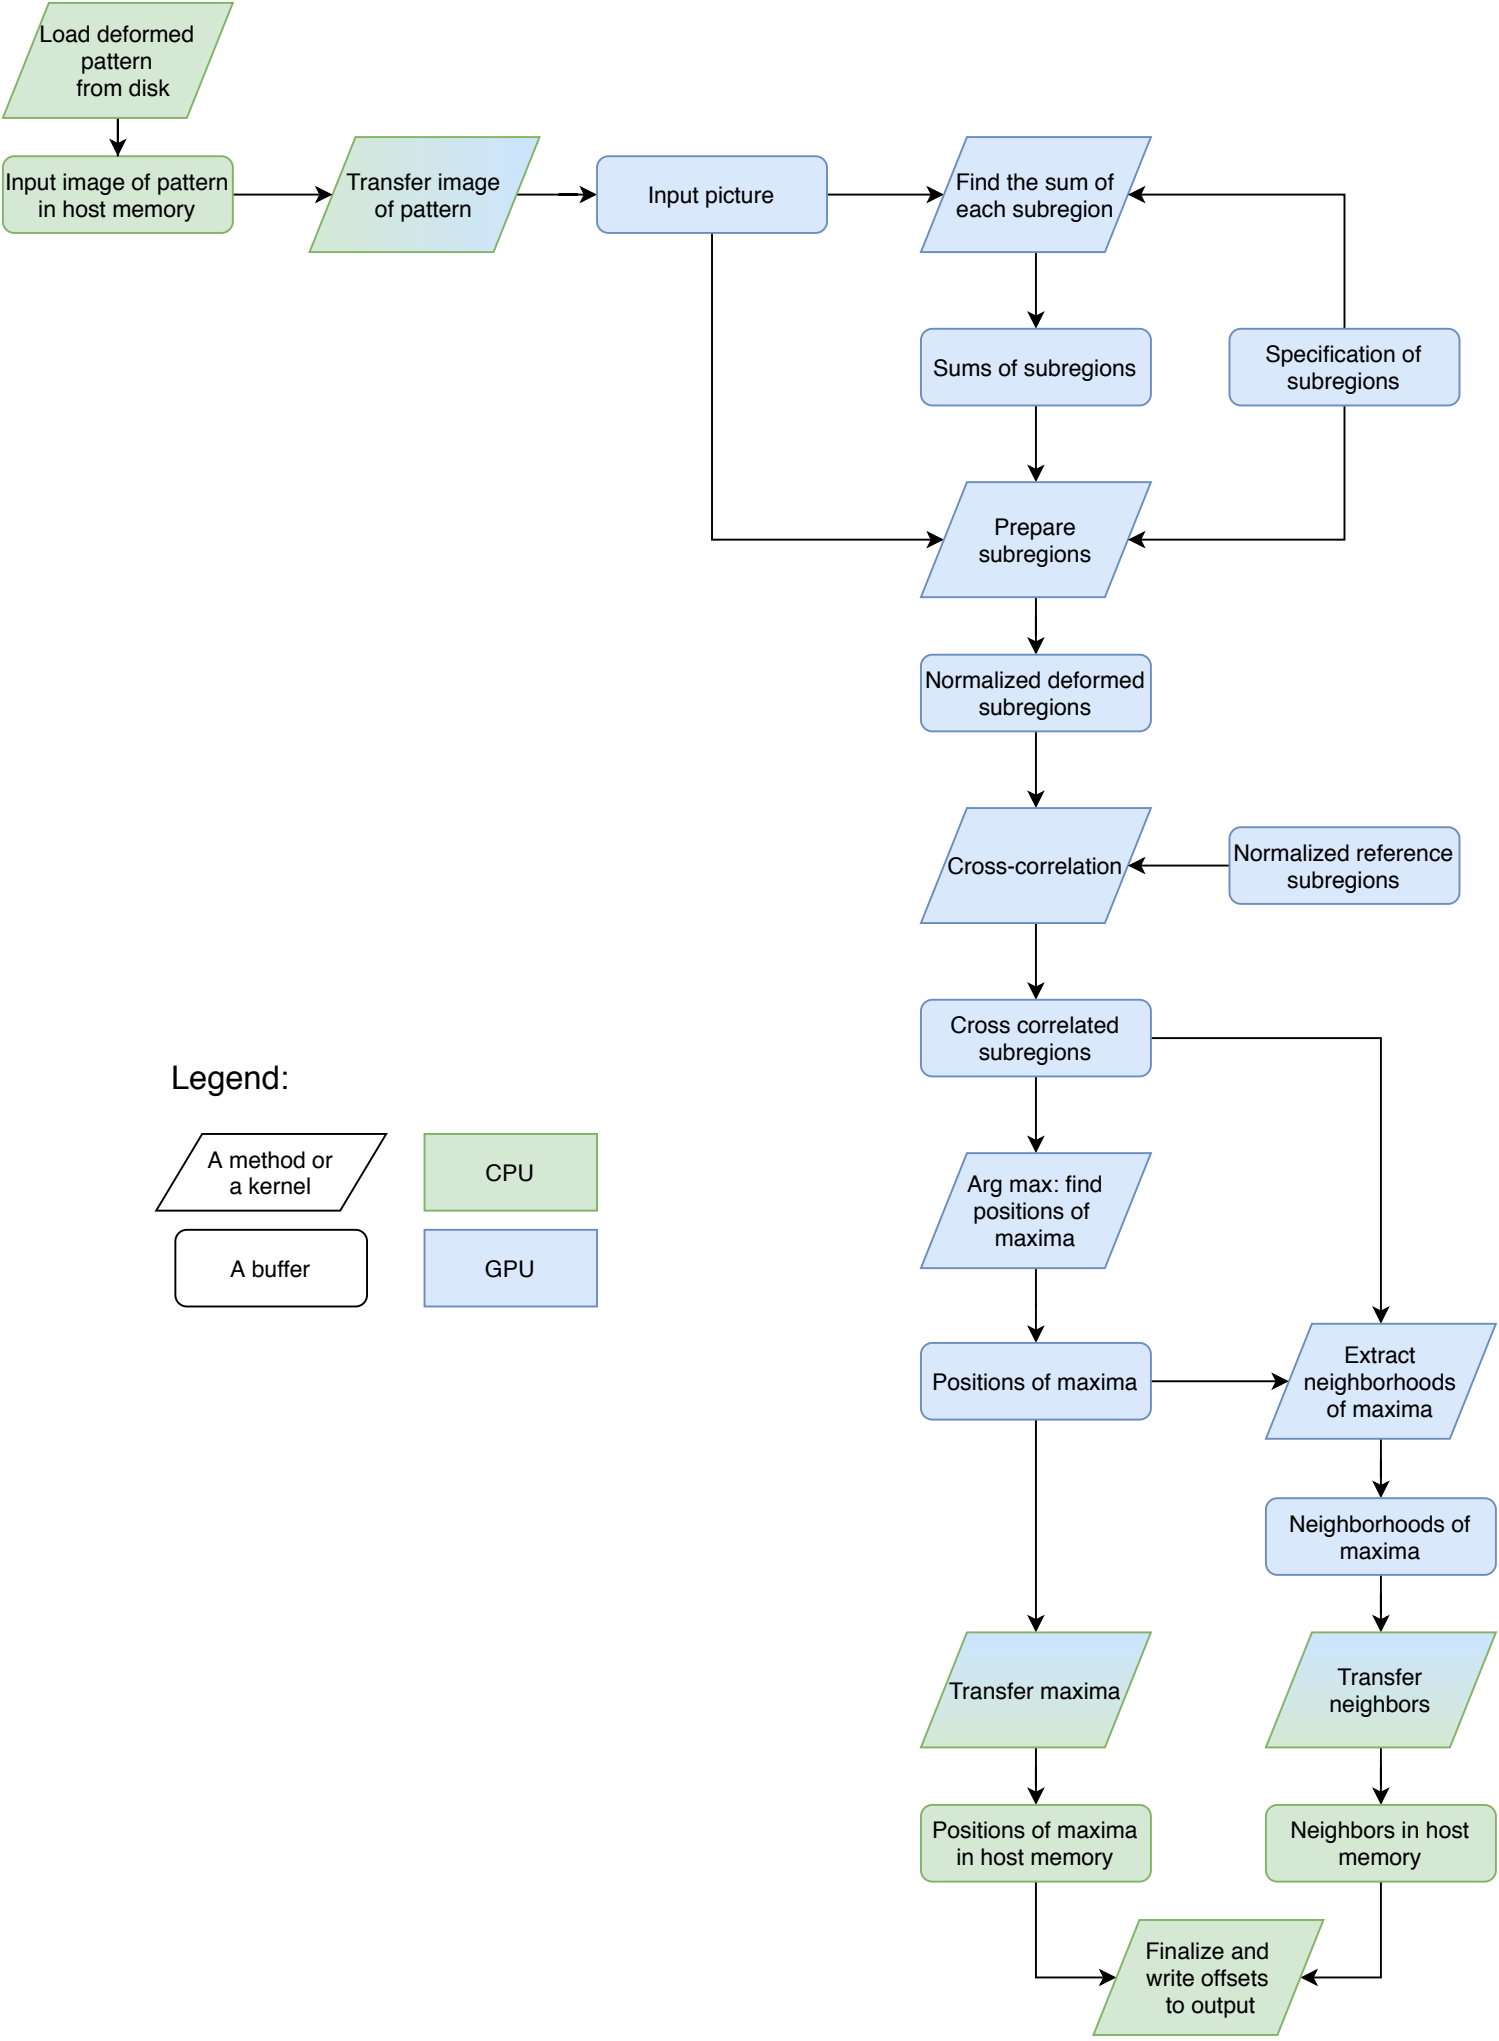 Load deformed
pattern
from disk
Input image of pattern
in host memory
Transfer image
of pattern
Input picture
Find the sum of
each subregion
Sums of subregions
Specification of
subregions
Prepare
subregions
Normalized deformed
subregions
Cross-correlation
Normalized reference
subregions
Cross correlated
subregions
Legend:
A method or
a kernel
CPU
A buffer
GPU
Arg max: find
positions of
maxima
Positions of maxima
Extract
neighborhoods
of maxima
Neighborhoods of
maxima
Transfer maxima
Transfer
neighbors
Positions of maxima
in host memory
Neighbors in host
memory
Finalize and
write offsets
to output